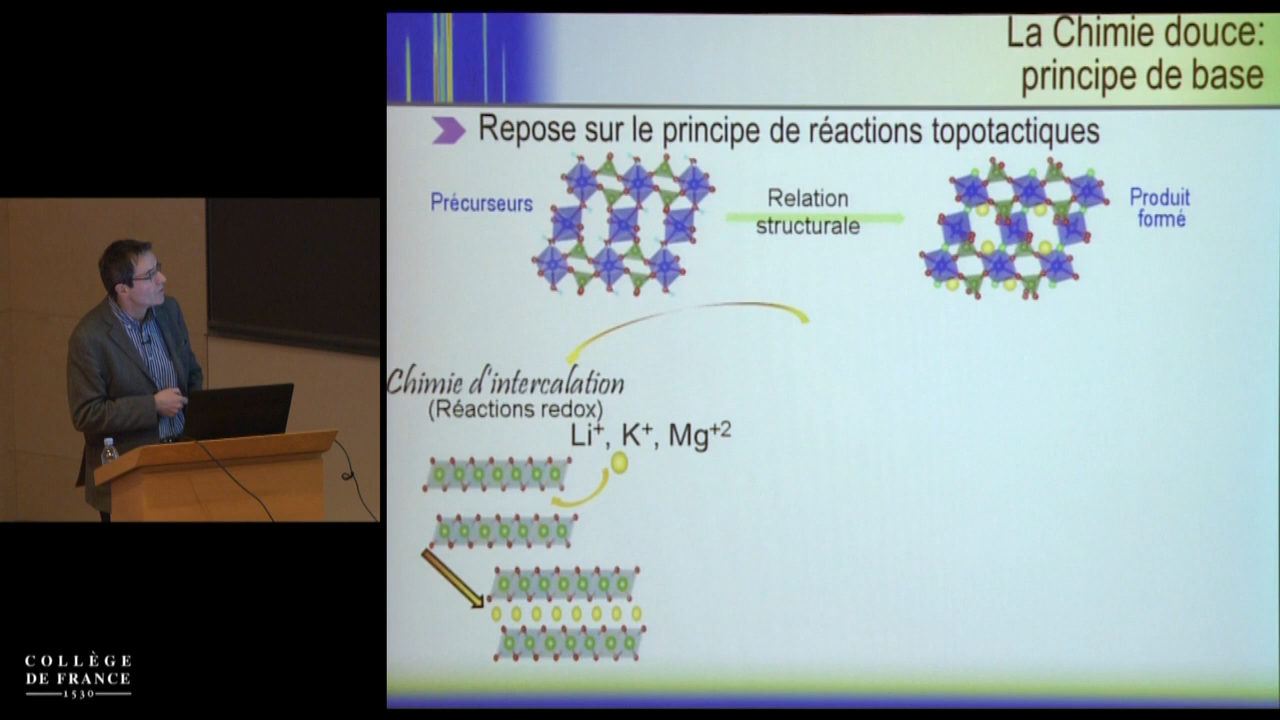 La Chimie douce:
principe de base
Repose sur le principe de réactions topotactiques
Précurseurs
Relation
structurale
Produit
formé
Chimie d'intercalation
(Réactions redox)
Li⁺, K⁺, Mg⁺²
COLLÈGE
DE FRANCE
1530